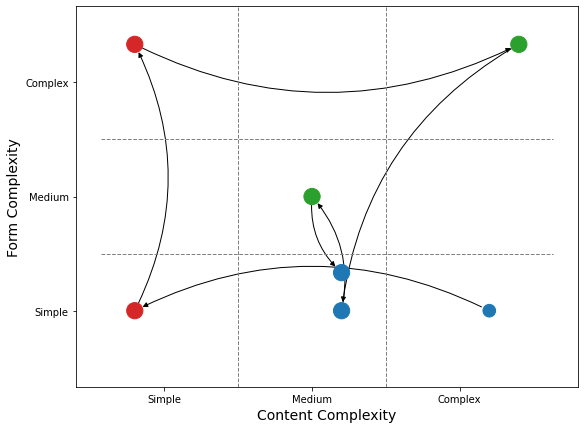 Form Complexity
Complex
Medium
Simple
Simple
Medium
Complex
Content Complexity